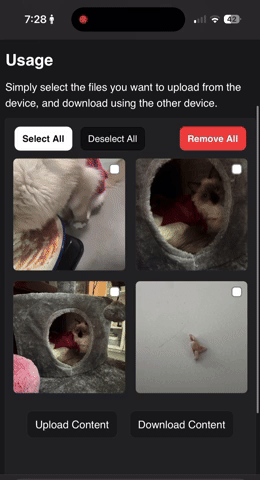 7:28
42
Usage
Simply select the files you want to upload from the
device, and download using the other device.
Select All Deselect All Remove All
Upload Content Download Content